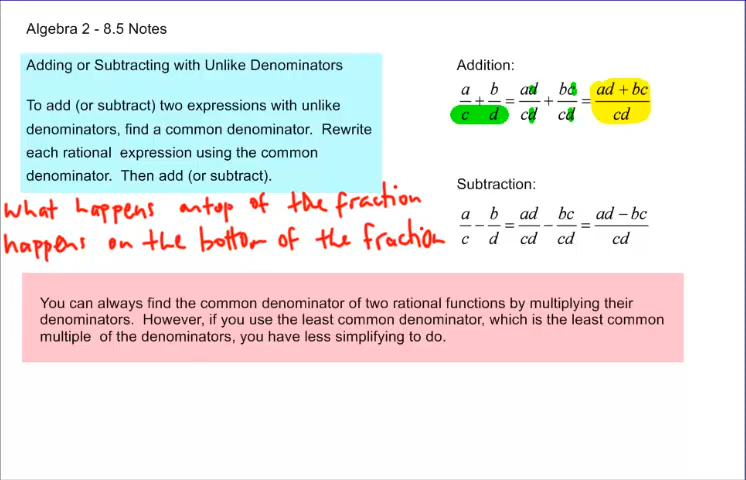 Algebra 2 - 8.5 Notes
Adding or Subtracting with Unlike Denominators
To add (or subtract) two expressions with unlike
denominators, find a common denominator.  Rewrite
each rational  expression using the common
denominator.  Then add (or subtract).
what happens ontop of the fraction
happens on the bottom of the fraction
Addition:
a/c + b/d = ad/cd + bc/cd = (ad + bc)/cd
Subtraction:
a/c − b/d = ad/cd − bc/cd = (ad − bc)/cd
You can always find the common denominator of two rational functions by multiplying their
denominators.  However, if you use the least common denominator, which is the least common
multiple  of the denominators, you have less simplifying to do.